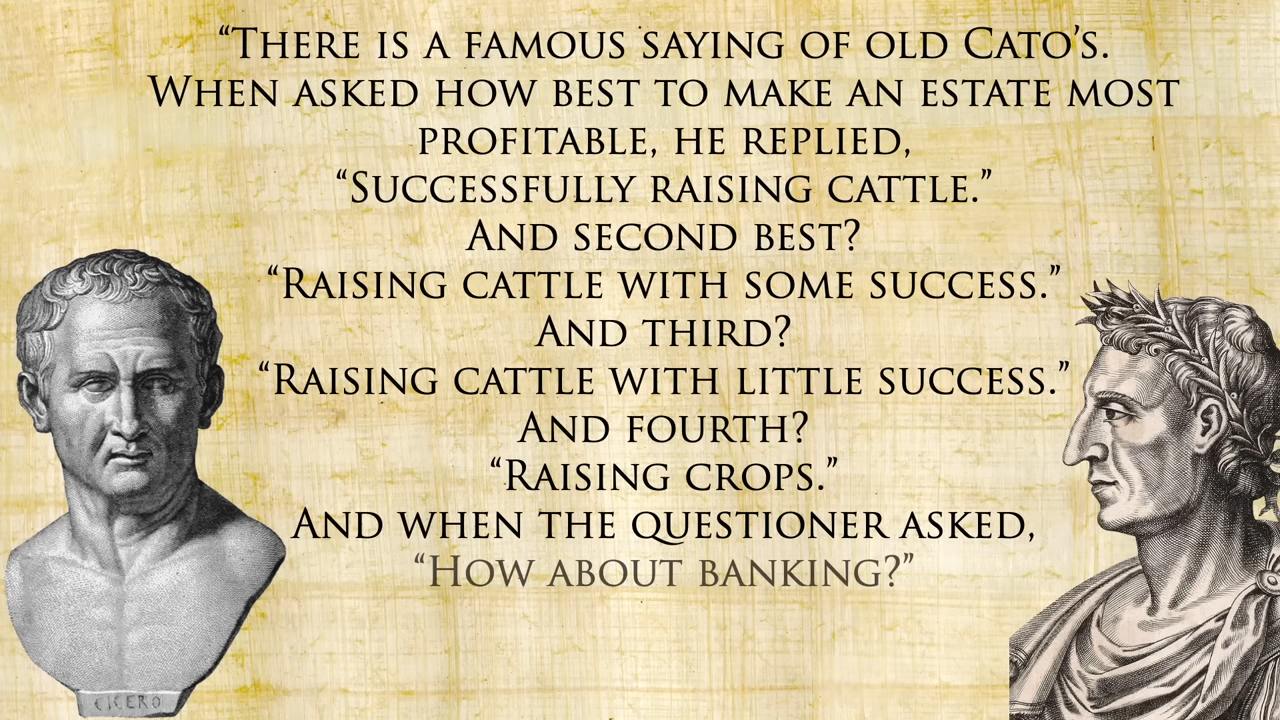 “There is a famous saying of old Cato’s.
When asked how best to make an estate most
profitable, he replied,
“Successfully raising cattle.”
And second best?
“Raising cattle with some success.”
And third?
“Raising cattle with little success.”
And fourth?
“Raising crops.”
And when the questioner asked,
“How about banking?”
CICERO